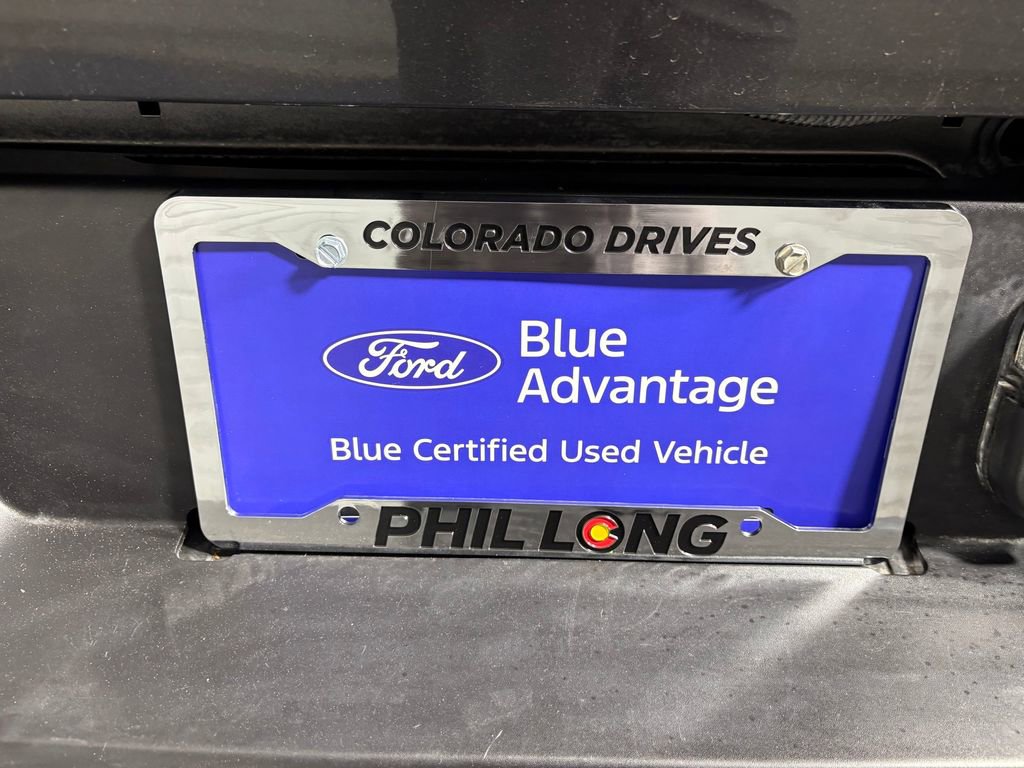 COLORADO DRIVES
Ford
Blue
Advantage
Blue Certified Used Vehicle
PHIL LONG